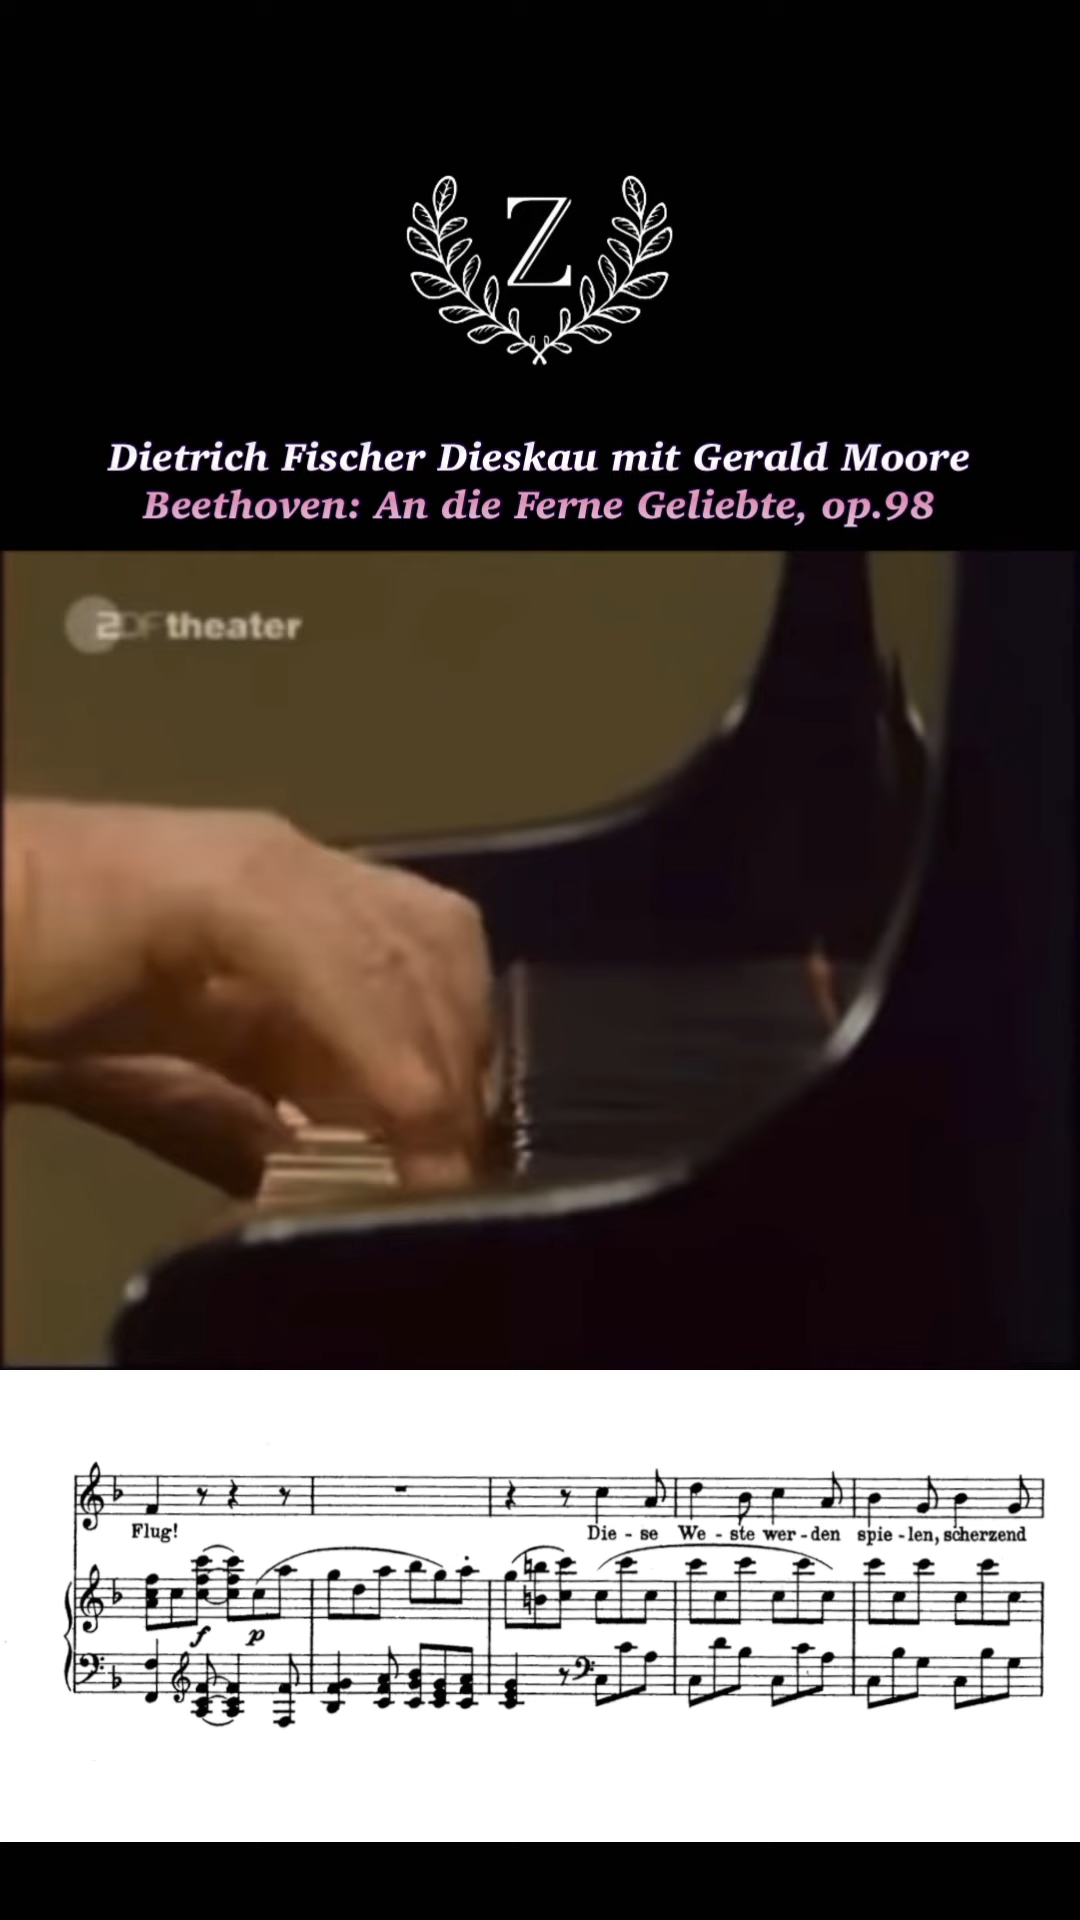 Z
Dietrich Fischer Dieskau mit Gerald Moore
Beethoven: An die Ferne Geliebte, op.98
ZDFtheater
Flug! Die - se We - ste wer - den spie - len, scherzend
f p